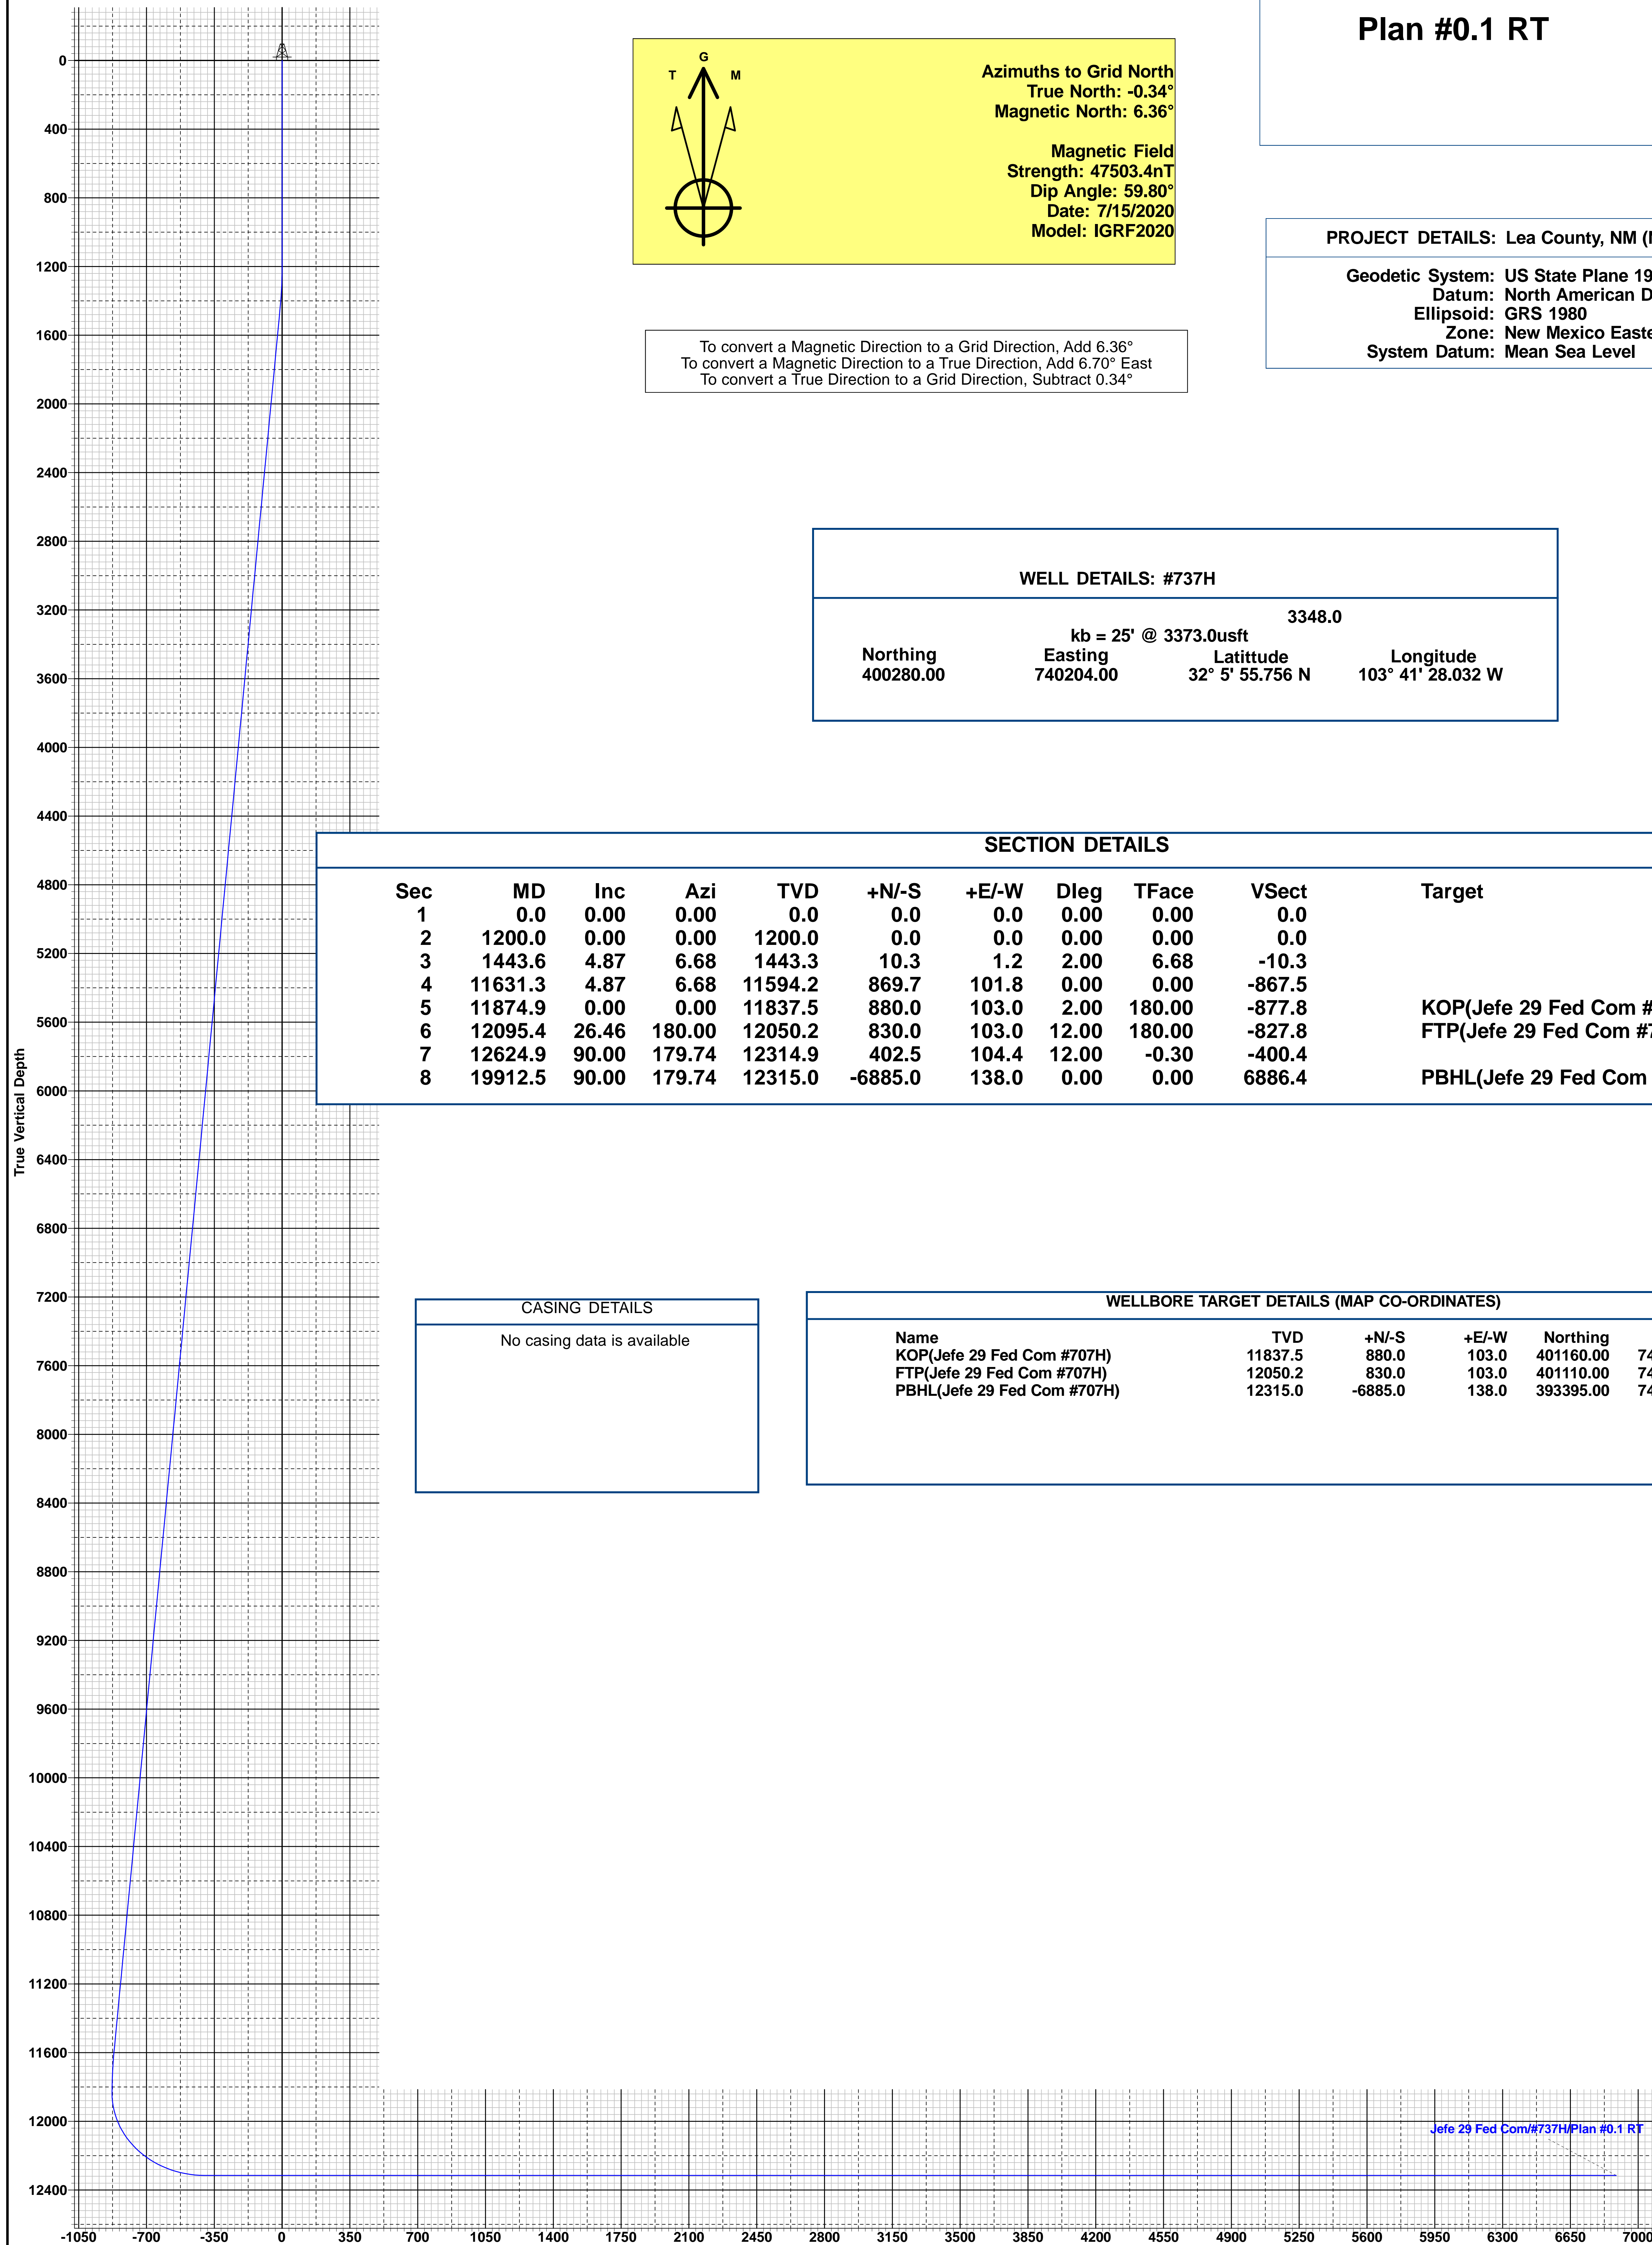 Plan #0.1 RT
T G M
Azimuths to Grid North
True North: -0.34°
Magnetic North: 6.36°
Magnetic Field
Strength: 47503.4nT
Dip Angle: 59.80°
Date: 7/15/2020
Model: IGRF2020
PROJECT DETAILS: Lea County, NM (
Geodetic System: US State Plane 19
Datum: North American D
Ellipsoid: GRS 1980
Zone: New Mexico Easte
System Datum: Mean Sea Level
To convert a Magnetic Direction to a Grid Direction, Add 6.36°
To convert a Magnetic Direction to a True Direction, Add 6.70° East
To convert a True Direction to a Grid Direction, Subtract 0.34°
WELL DETAILS: #737H
3348.0
kb = 25' @ 3373.0usft
Northing Easting Latittude Longitude
400280.00 740204.00 32° 5' 55.756 N 103° 41' 28.032 W
SECTION DETAILS
Sec MD Inc Azi TVD +N/-S +E/-W Dleg TFace VSect Target
1 0.0 0.00 0.00 0.0 0.0 0.0 0.00 0.00 0.0
2 1200.0 0.00 0.00 1200.0 0.0 0.0 0.00 0.00 0.0
3 1443.6 4.87 6.68 1443.3 10.3 1.2 2.00 6.68 -10.3
4 11631.3 4.87 6.68 11594.2 869.7 101.8 0.00 0.00 -867.5
5 11874.9 0.00 0.00 11837.5 880.0 103.0 2.00 180.00 -877.8 KOP(Jefe 29 Fed Com #
6 12095.4 26.46 180.00 12050.2 830.0 103.0 12.00 180.00 -827.8 FTP(Jefe 29 Fed Com #7
7 12624.9 90.00 179.74 12314.9 402.5 104.4 12.00 -0.30 -400.4
8 19912.5 90.00 179.74 12315.0 -6885.0 138.0 0.00 0.00 6886.4 PBHL(Jefe 29 Fed Com
CASING DETAILS
No casing data is available
WELLBORE TARGET DETAILS (MAP CO-ORDINATES)
Name TVD +N/-S +E/-W Northing
KOP(Jefe 29 Fed Com #707H) 11837.5 880.0 103.0 401160.00 74
FTP(Jefe 29 Fed Com #707H) 12050.2 830.0 103.0 401110.00 74
PBHL(Jefe 29 Fed Com #707H) 12315.0 -6885.0 138.0 393395.00 74
True Vertical Depth
0
400
800
1200
1600
2000
2400
2800
3200
3600
4000
4400
4800
5200
5600
6000
6400
6800
7200
7600
8000
8400
8800
9200
9600
10000
10400
10800
11200
11600
12000
12400
Jefe 29 Fed Com/#737H/Plan #0.1 RT
-1050 -700 -350 0 350 700 1050 1400 1750 2100 2450 2800 3150 3500 3850 4200 4550 4900 5250 5600 5950 6300 6650 7000